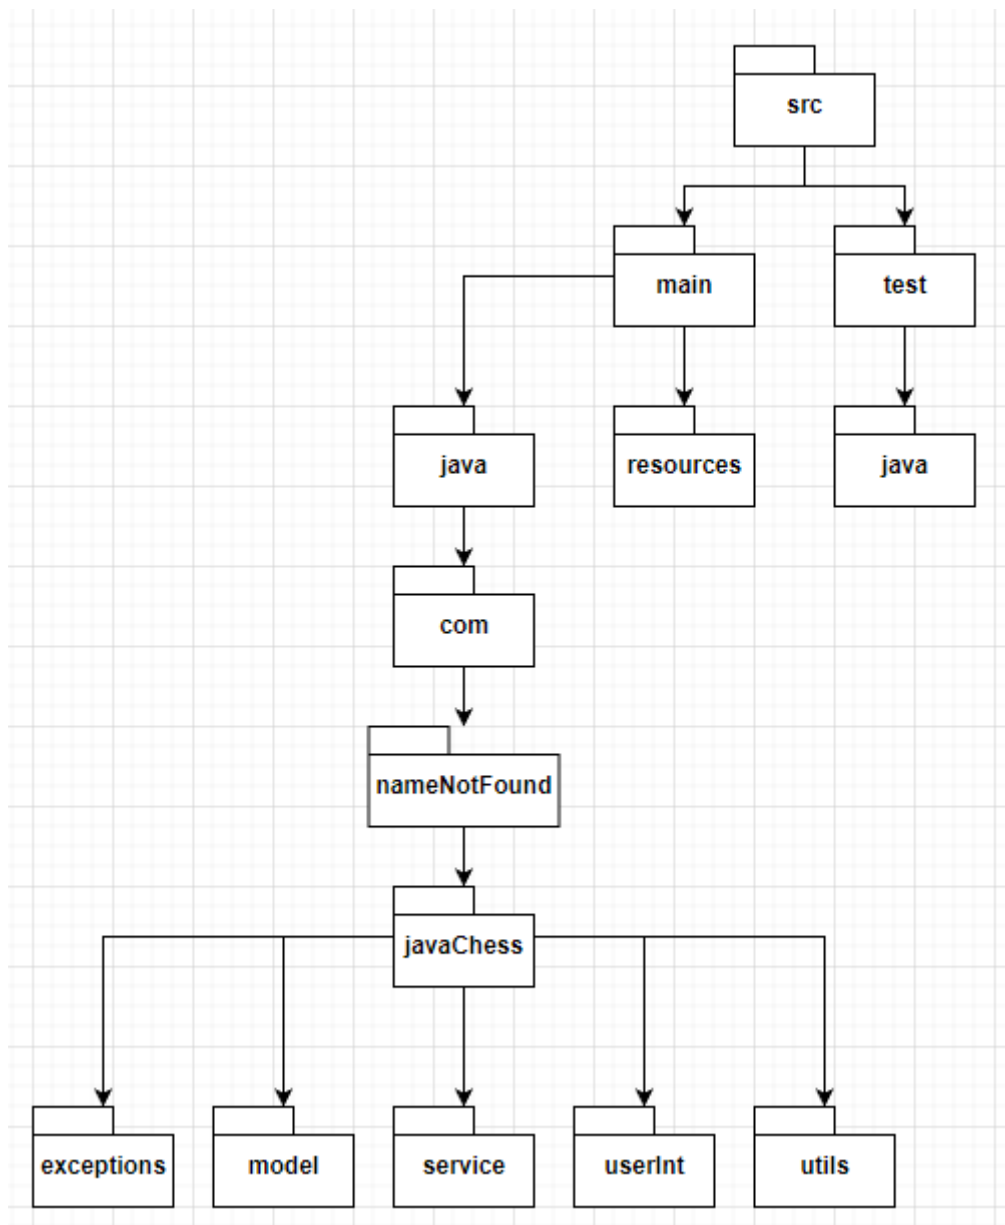 src
main
test
java
resources
java
com
nameNotFound
javaChess
exceptions
model
service
userInt
utils